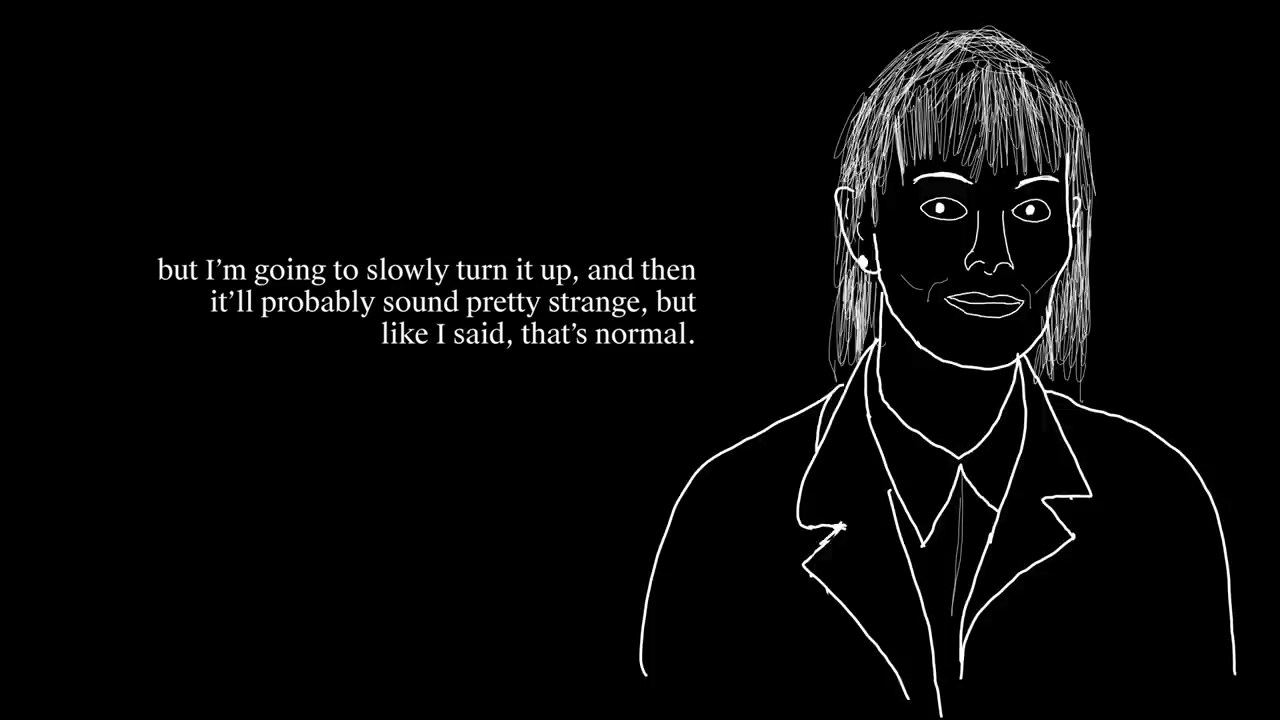 but I’m going to slowly turn it up, and then
it’ll probably sound pretty strange, but
like I said, that’s normal.